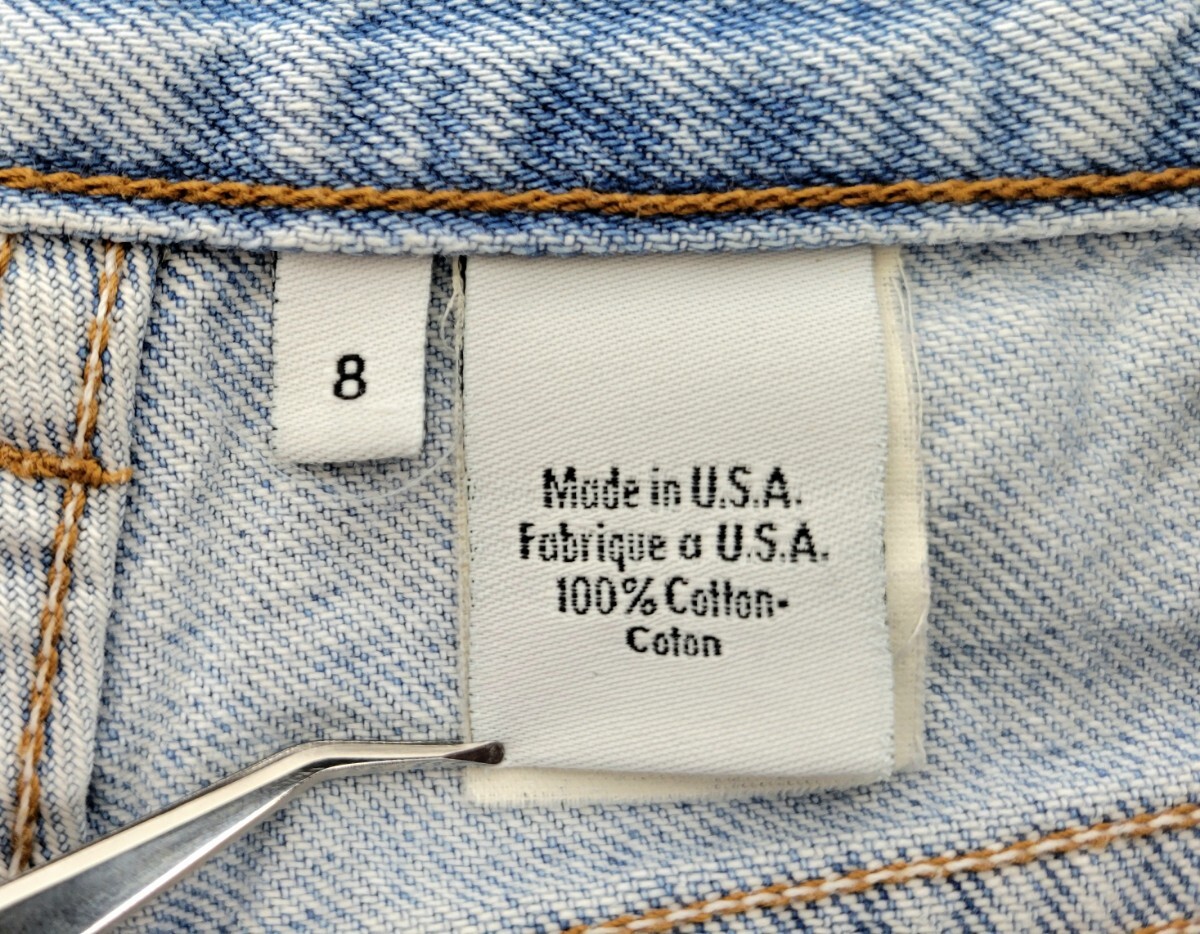 8
Made in U.S.A.
Fabrique a U.S.A.
100% Cotton-
Coton